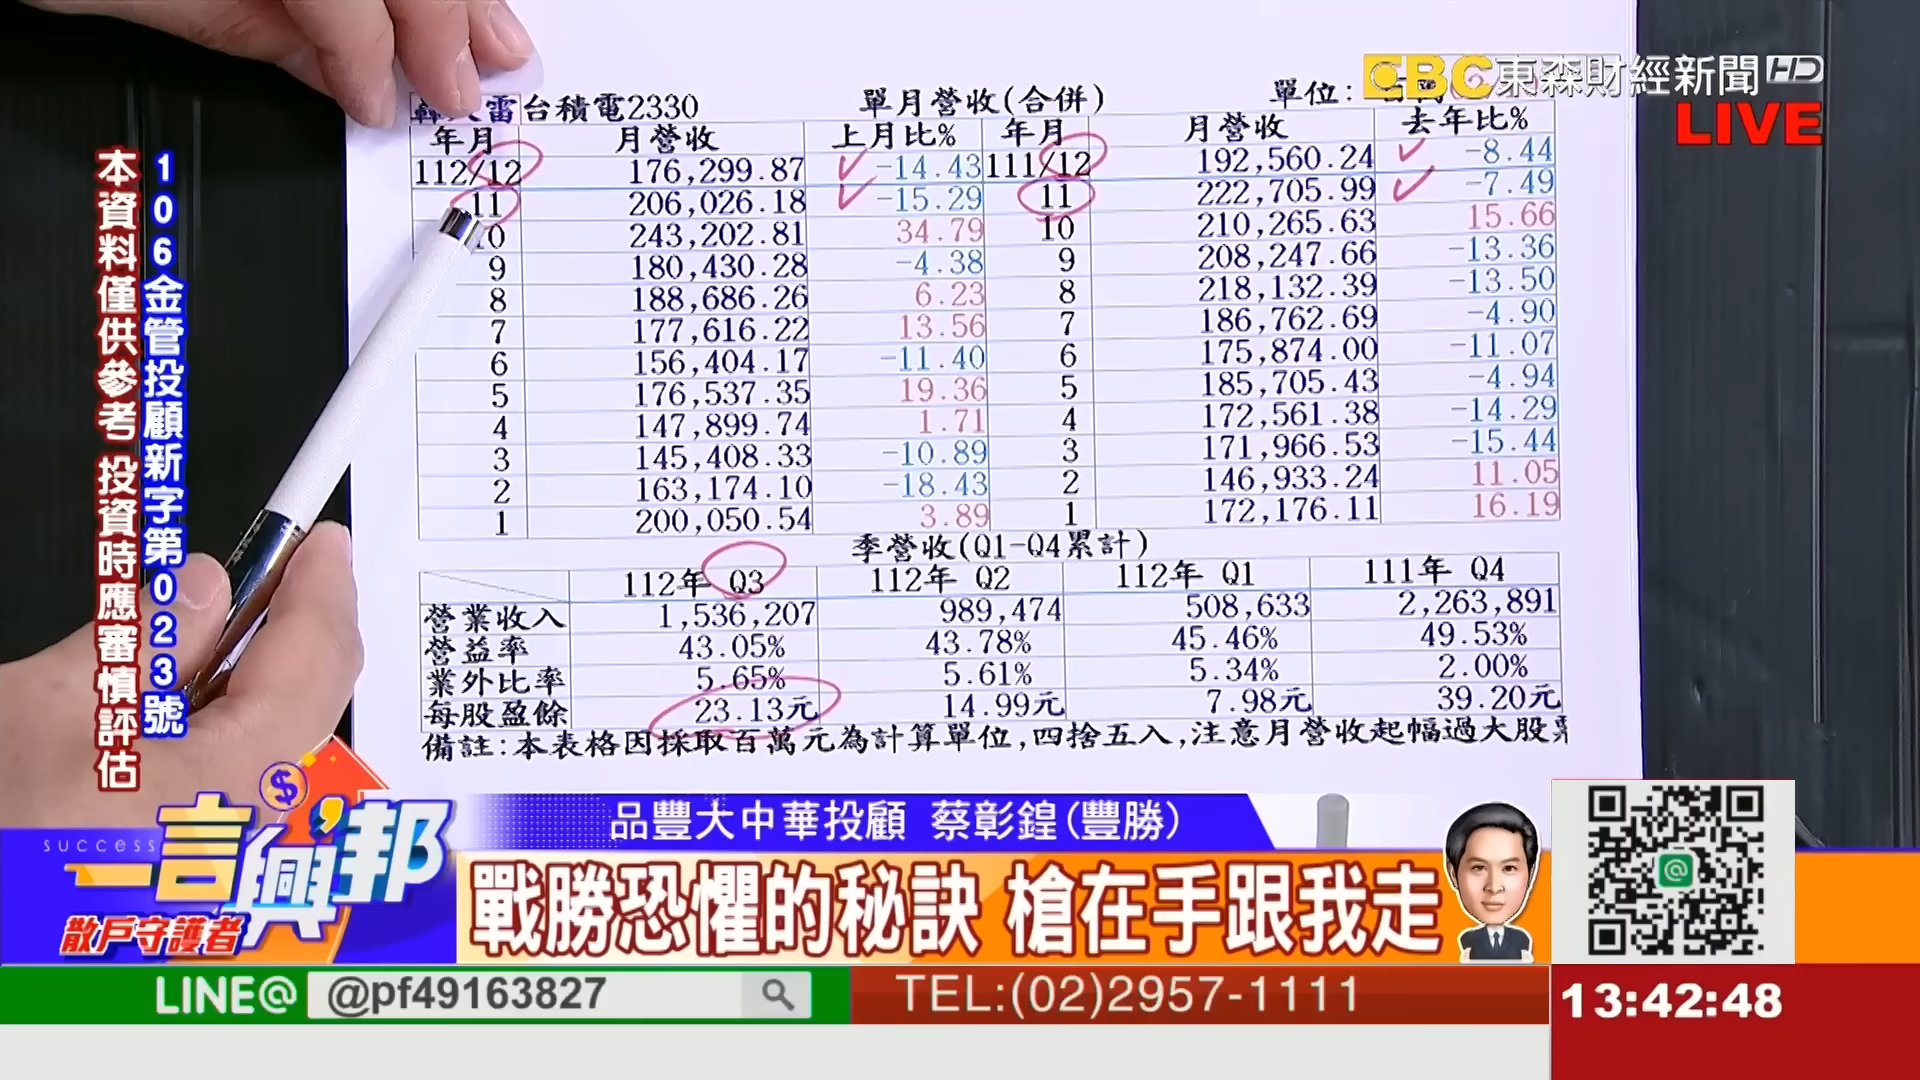 EBC東森財經新聞HD
LIVE
106金管投顧新字第023號
本資料僅供參考 投資時應審慎評估
雷台積電2330 單月營收(合併) 單位:
年月 月營收 上月比% 年月 月營收 去年比%
112/12 176,299.87 -14.43 111/12 192,560.24 -8.44
11 206,026.18 -15.29 11 222,705.99 -7.49
10 243,202.81 34.79 10 210,265.63 15.66
9 180,430.28 -4.38 9 208,247.66 -13.36
8 188,686.26 6.23 8 218,132.39 -13.50
7 177,616.22 13.56 7 186,762.69 -4.90
6 156,404.17 -11.40 6 175,874.00 -11.07
5 176,537.35 19.36 5 185,705.43 -4.94
4 147,899.74 1.71 4 172,561.38 -14.29
3 145,408.33 -10.89 3 171,966.53 -15.44
2 163,174.10 -18.43 2 146,933.24 11.05
1 200,050.54 3.89 1 172,176.11 16.19
季營收(Q1-Q4累計)
112年 Q3 112年 Q2 112年 Q1 111年 Q4
營業收入 1,536,207 989,474 508,633 2,263,891
營益率 43.05% 43.78% 45.46% 49.53%
業外比率 5.65% 5.61% 5.34% 2.00%
每股盈餘 23.13元 14.99元 7.98元 39.20元
備註:本表格因採取百萬元為計算單位,四捨五入,注意月營收起幅過大股
$
success
一言興邦
散戶守護者
品豐大中華投顧 蔡彰鍠(豐勝)
戰勝恐懼的秘訣 槍在手跟我走
LINE@ @pf49163827 TEL:(02)2957-1111
13:42:48